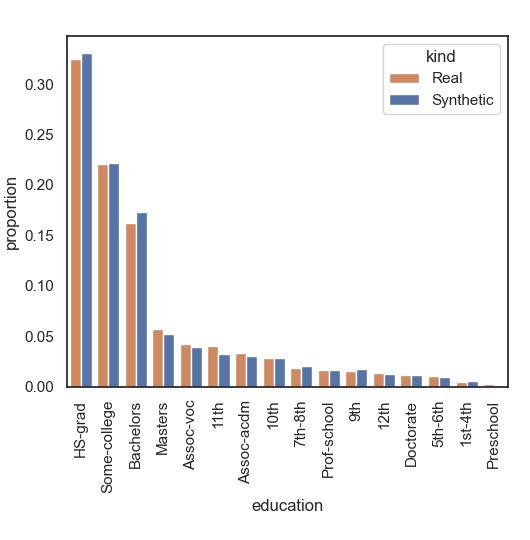 kind
Real
Synthetic
proportion
0.30
0.25
0.20
0.15
0.10
0.05
0.00
HS-grad
Some-college
Bachelors
Masters
Assoc-voc
11th
Assoc-acdm
10th
7th-8th
Prof-school
9th
12th
Doctorate
5th-6th
1st-4th
Preschool
education